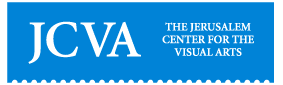 JCVA
THE JERUSALEM
CENTER FOR THE
VISUAL ARTS